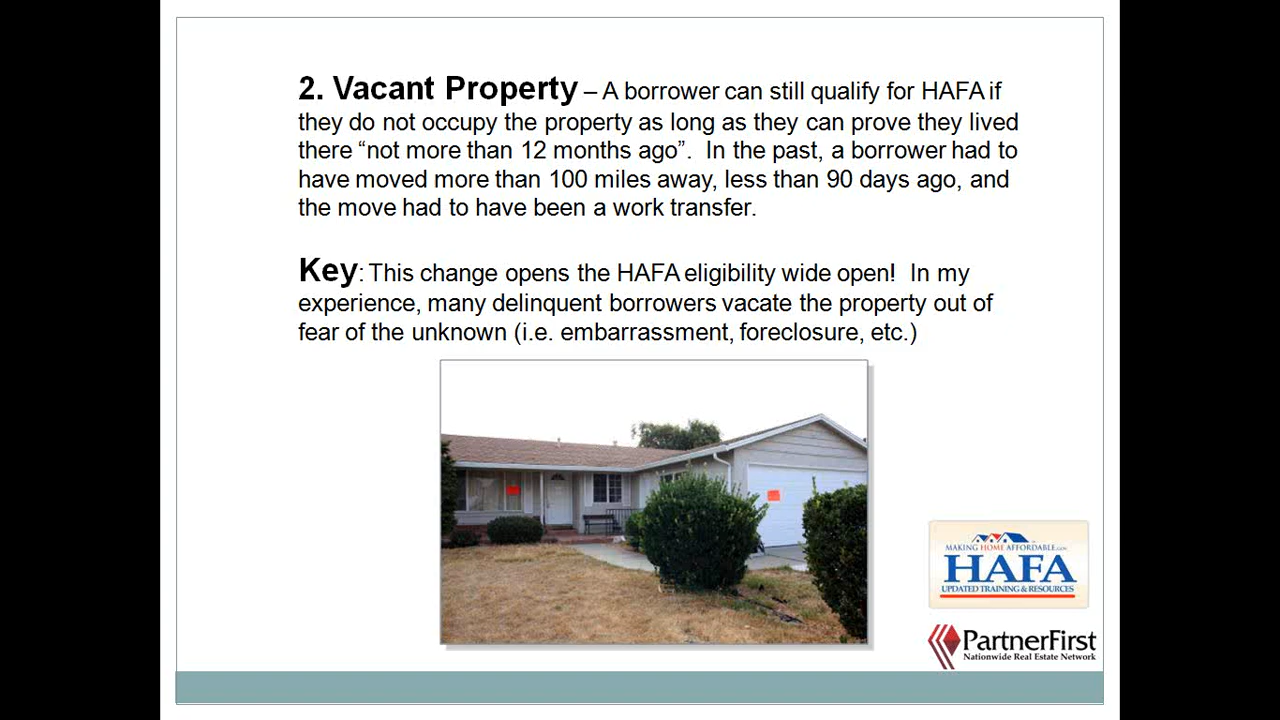 2. Vacant Property – A borrower can still qualify for HAFA if
they do not occupy the property as long as they can prove they lived
there “not more than 12 months ago”.  In the past, a borrower had to
have moved more than 100 miles away, less than 90 days ago, and
the move had to have been a work transfer.
Key: This change opens the HAFA eligibility wide open!  In my
experience, many delinquent borrowers vacate the property out of
fear of the unknown (i.e. embarrassment, foreclosure, etc.)
MAKING HOME AFFORDABLE.GOV
HAFA
UPDATED TRAINING & RESOURCES
PartnerFirst
Nationwide Real Estate Network